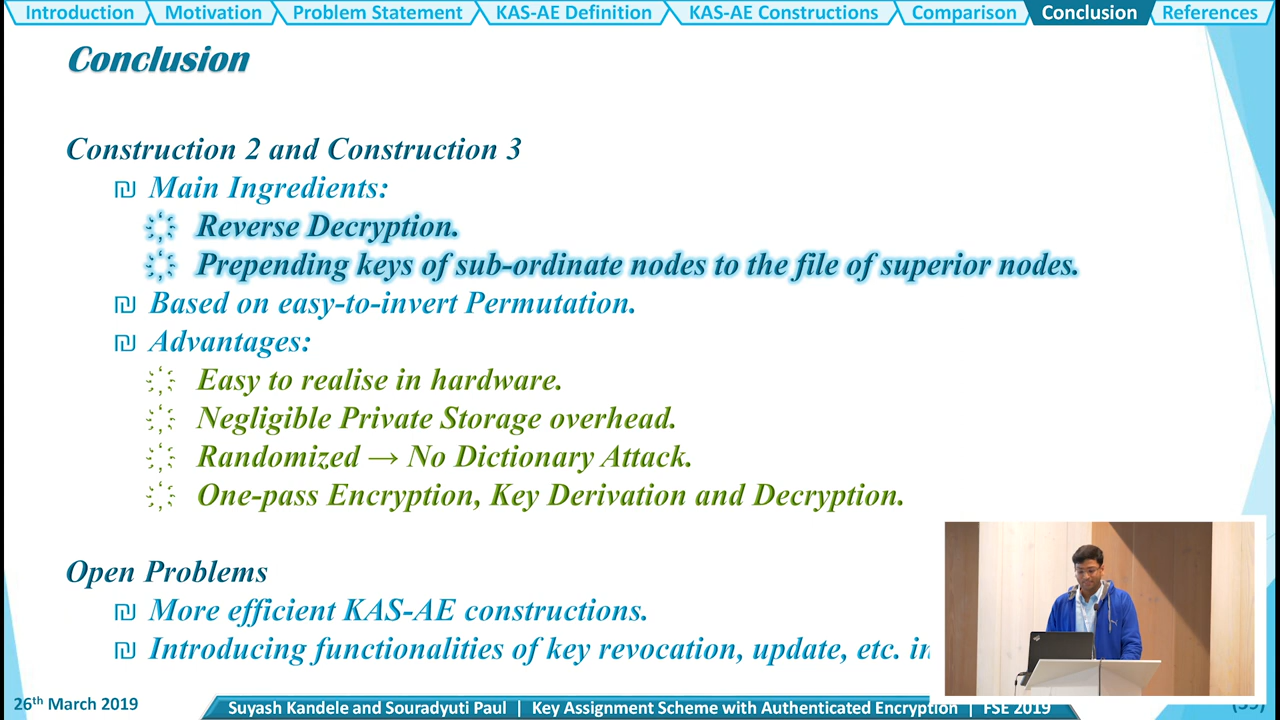 Introduction Motivation Problem Statement KAS-AE Definition KAS-AE Constructions Comparison Conclusion References
Conclusion
Construction 2 and Construction 3
Main Ingredients:
Reverse Decryption.
Prepending keys of sub-ordinate nodes to the file of superior nodes.
Based on easy-to-invert Permutation.
Advantages:
Easy to realise in hardware.
Negligible Private Storage overhead.
Randomized → No Dictionary Attack.
One-pass Encryption, Key Derivation and Decryption.
Open Problems
More efficient KAS-AE constructions.
Introducing functionalities of key revocation, update, etc. in
26th March 2019 Suyash Kandele and Souradyuti Paul | Key Assignment Scheme with Authenticated Encryption | FSE 2019